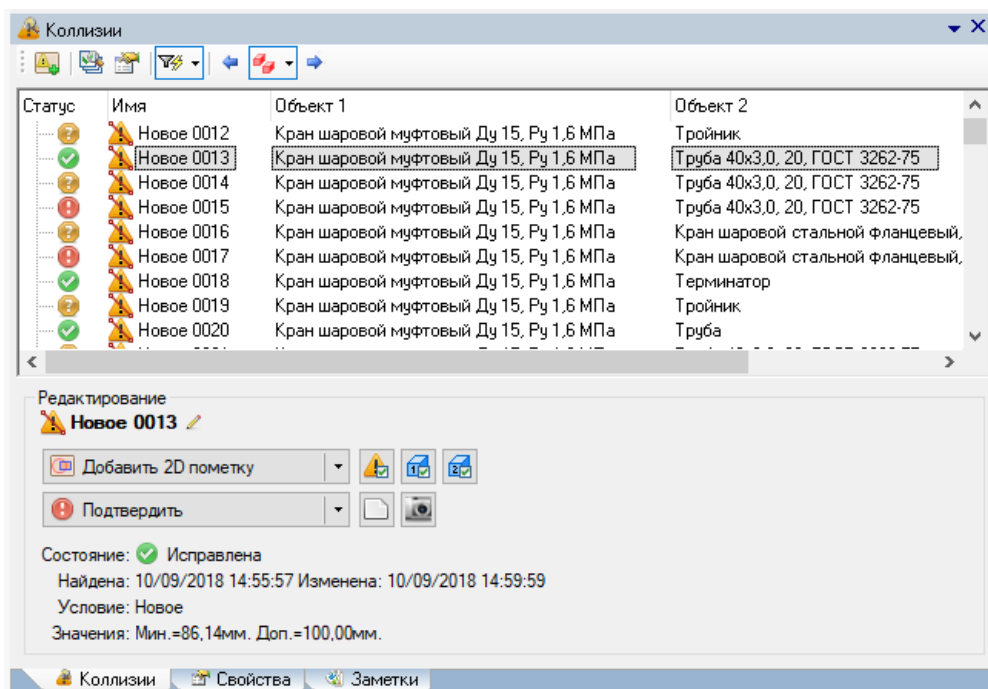 Коллизии
Статус Имя Объект 1 Объект 2
Новое 0012 Кран шаровой муфтовый Ду 15, Ру 1,6 МПа Тройник
Новое 0013 Кран шаровой муфтовый Ду 15, Ру 1,6 МПа Труба 40x3,0, 20, ГОСТ 3262-75
Новое 0014 Кран шаровой муфтовый Ду 15, Ру 1,6 МПа Труба 40x3,0, 20, ГОСТ 3262-75
Новое 0015 Кран шаровой муфтовый Ду 15, Ру 1,6 МПа Труба 40x3,0, 20, ГОСТ 3262-75
Новое 0016 Кран шаровой муфтовый Ду 15, Ру 1,6 МПа Кран шаровой стальной фланцевый,
Новое 0017 Кран шаровой муфтовый Ду 15, Ру 1,6 МПа Кран шаровой стальной фланцевый,
Новое 0018 Кран шаровой муфтовый Ду 15, Ру 1,6 МПа Терминатор
Новое 0019 Кран шаровой муфтовый Ду 15, Ру 1,6 МПа Тройник
Новое 0020 Кран шаровой муфтовый Ду 15, Ру 1,6 МПа Труба
Редактирование
Новое 0013
Добавить 2D пометку
Подтвердить
Состояние: Исправлена
Найдена: 10/09/2018 14:55:57 Изменена: 10/09/2018 14:59:59
Условие: Новое
Значения: Мин.=86,14мм. Доп.=100,00мм.
Коллизии Свойства Заметки